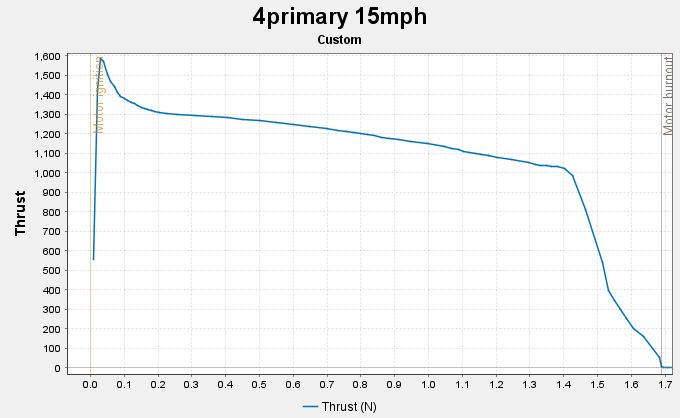 4primary 15mph
Custom
1,600
1,500
1,400
1,300
1,200
1,100
1,000
900
800
700
600
500
400
300
200
100
0
Thrust
Motor ignition
Motor burnout
0.0 0.1 0.2 0.3 0.4 0.5 0.6 0.7 0.8 0.9 1.0 1.1 1.2 1.3 1.4 1.5 1.6 1.7
Thrust (N)